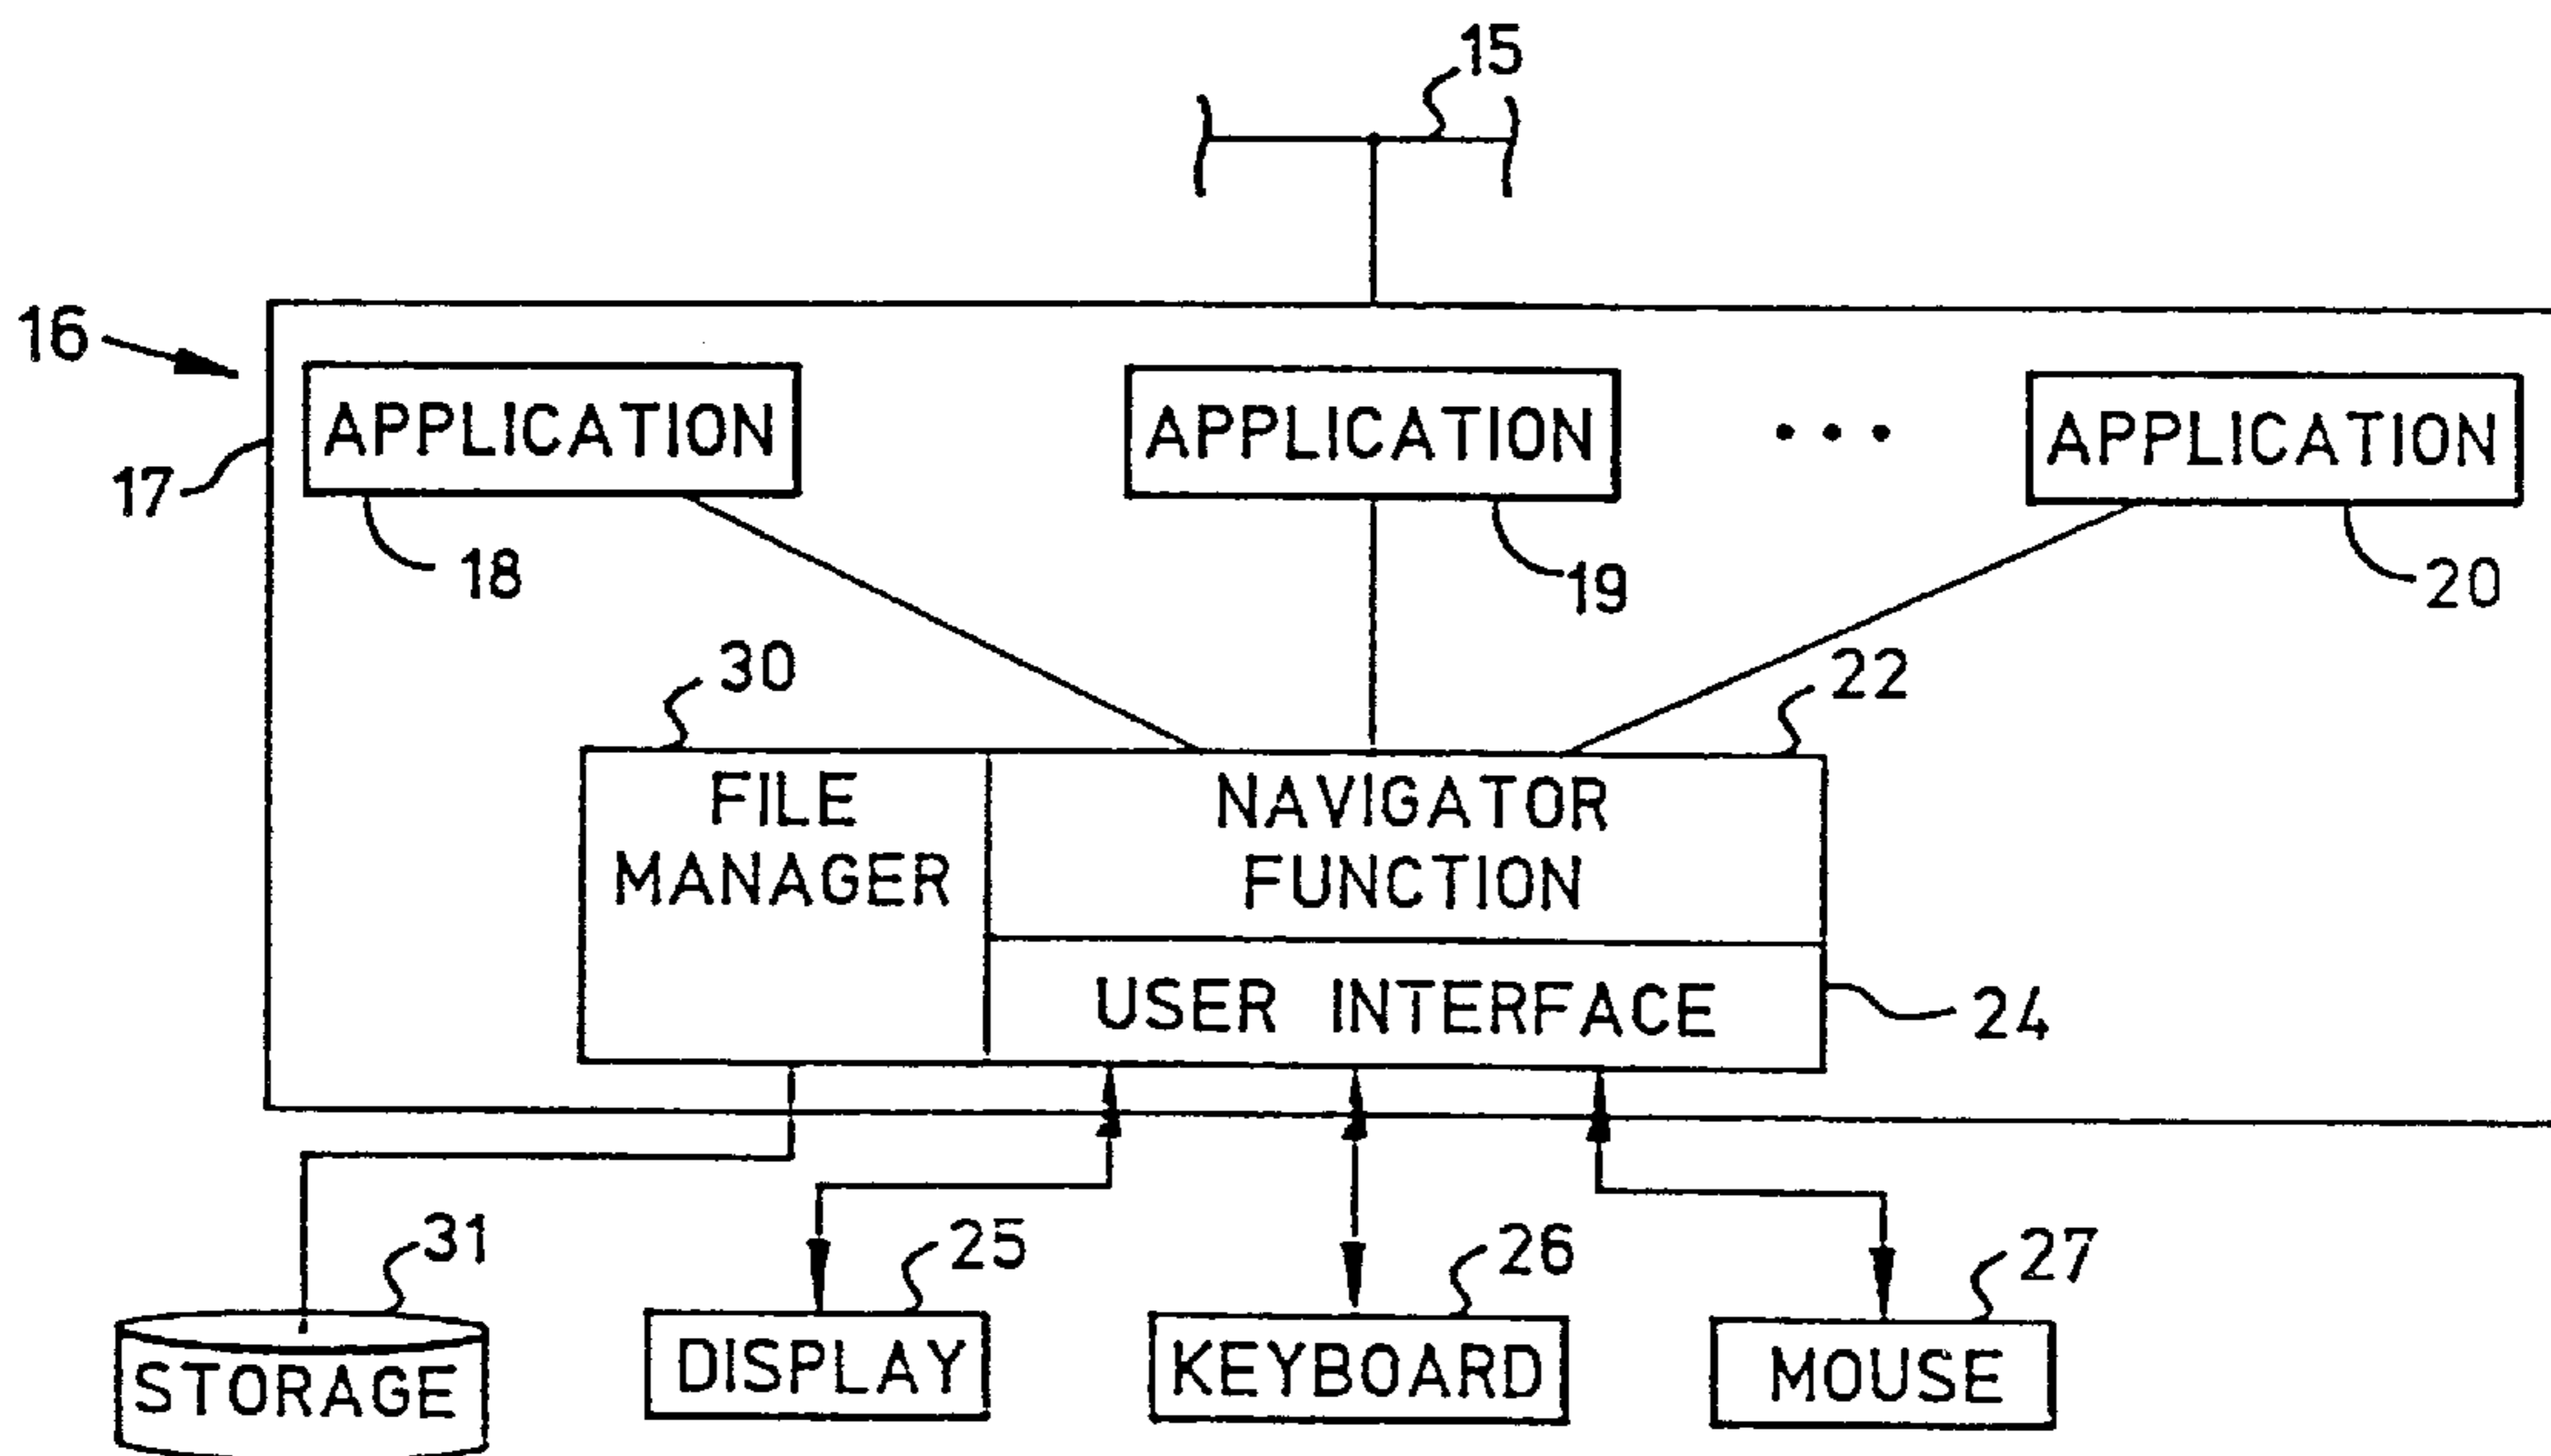 15
16
APPLICATION APPLICATION ... APPLICATION
17
18 19 20
30 22
FILE MANAGER
NAVIGATOR FUNCTION
USER INTERFACE
24
31 25 26 27
STORAGE DISPLAY KEYBOARD MOUSE